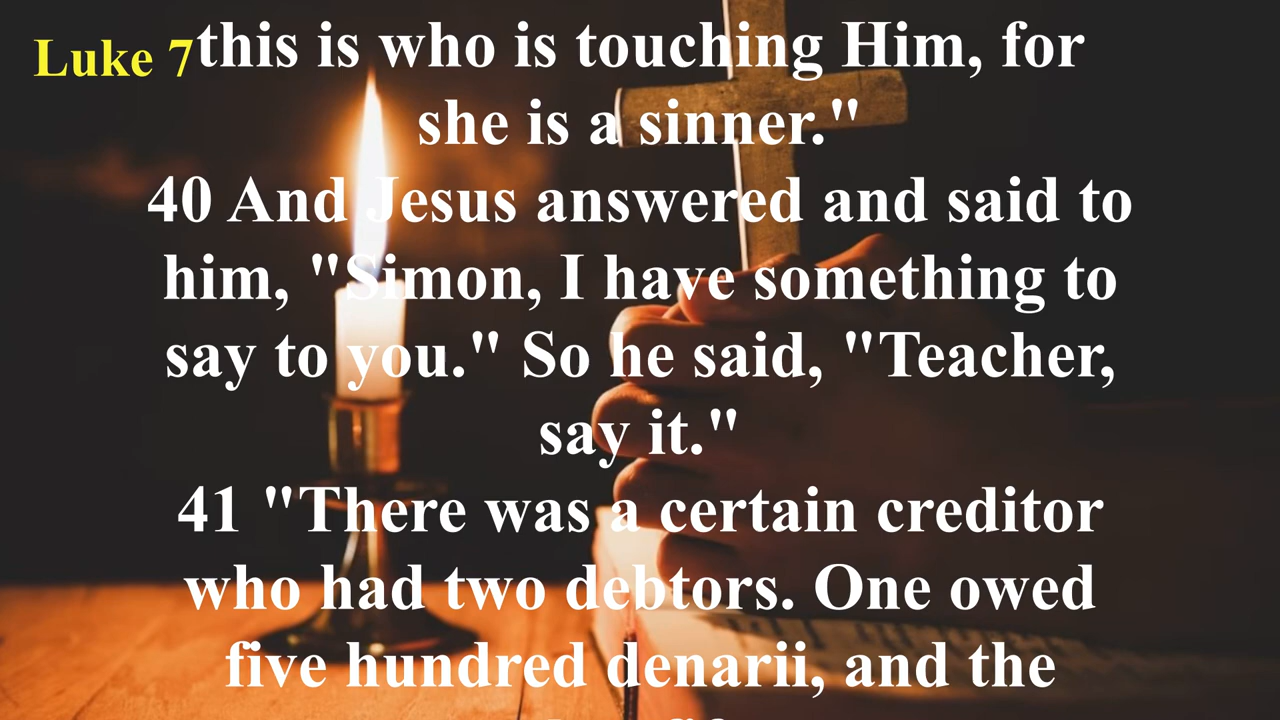 Luke 7
this is who is touching Him, for
she is a sinner."
40 And Jesus answered and said to
him, "Simon, I have something to
say to you." So he said, "Teacher,
say it."
41 "There was a certain creditor
who had two debtors. One owed
five hundred denarii, and the